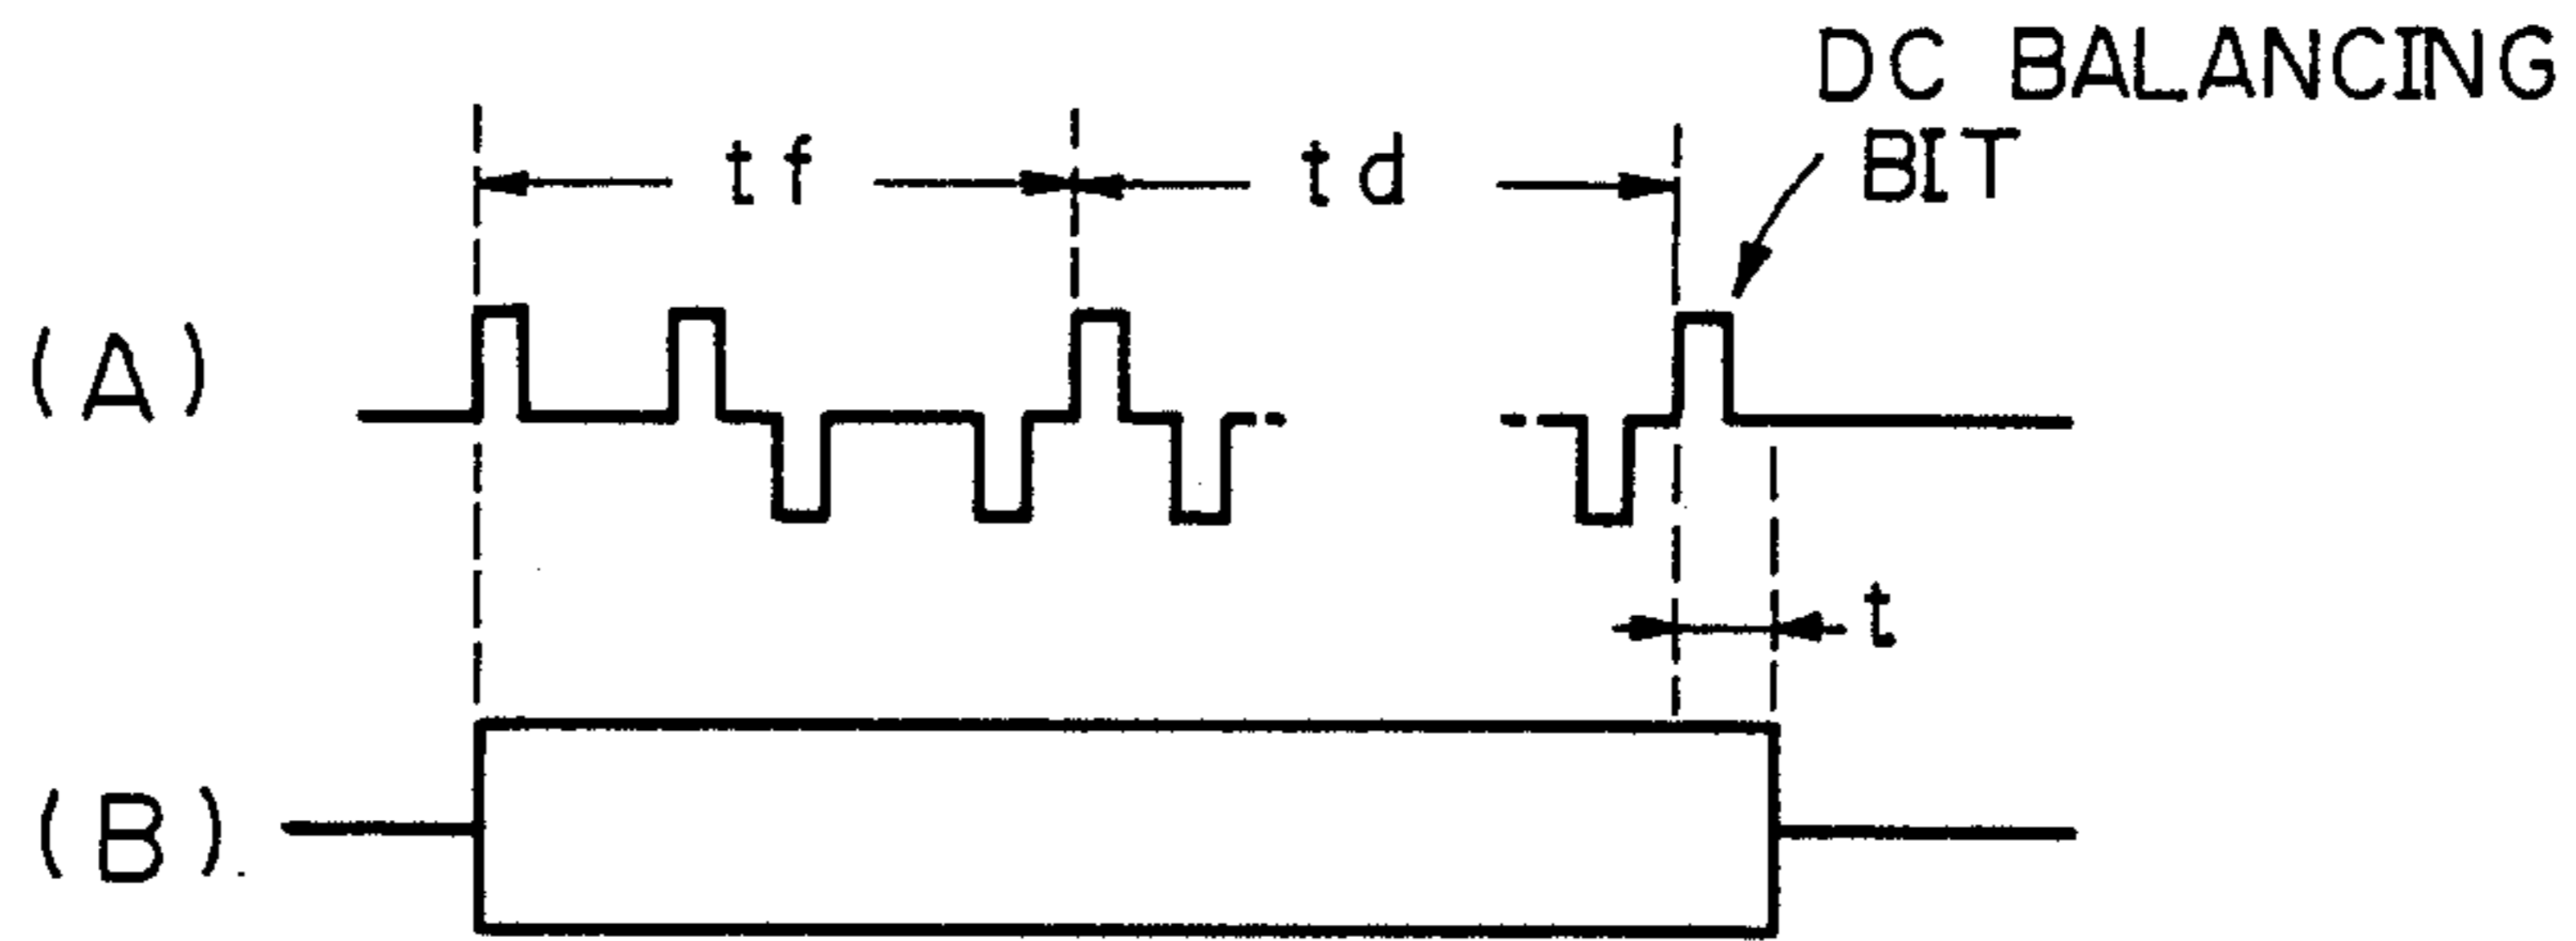 DC BALANCING
BIT
tf
td
(A)
t
(B).